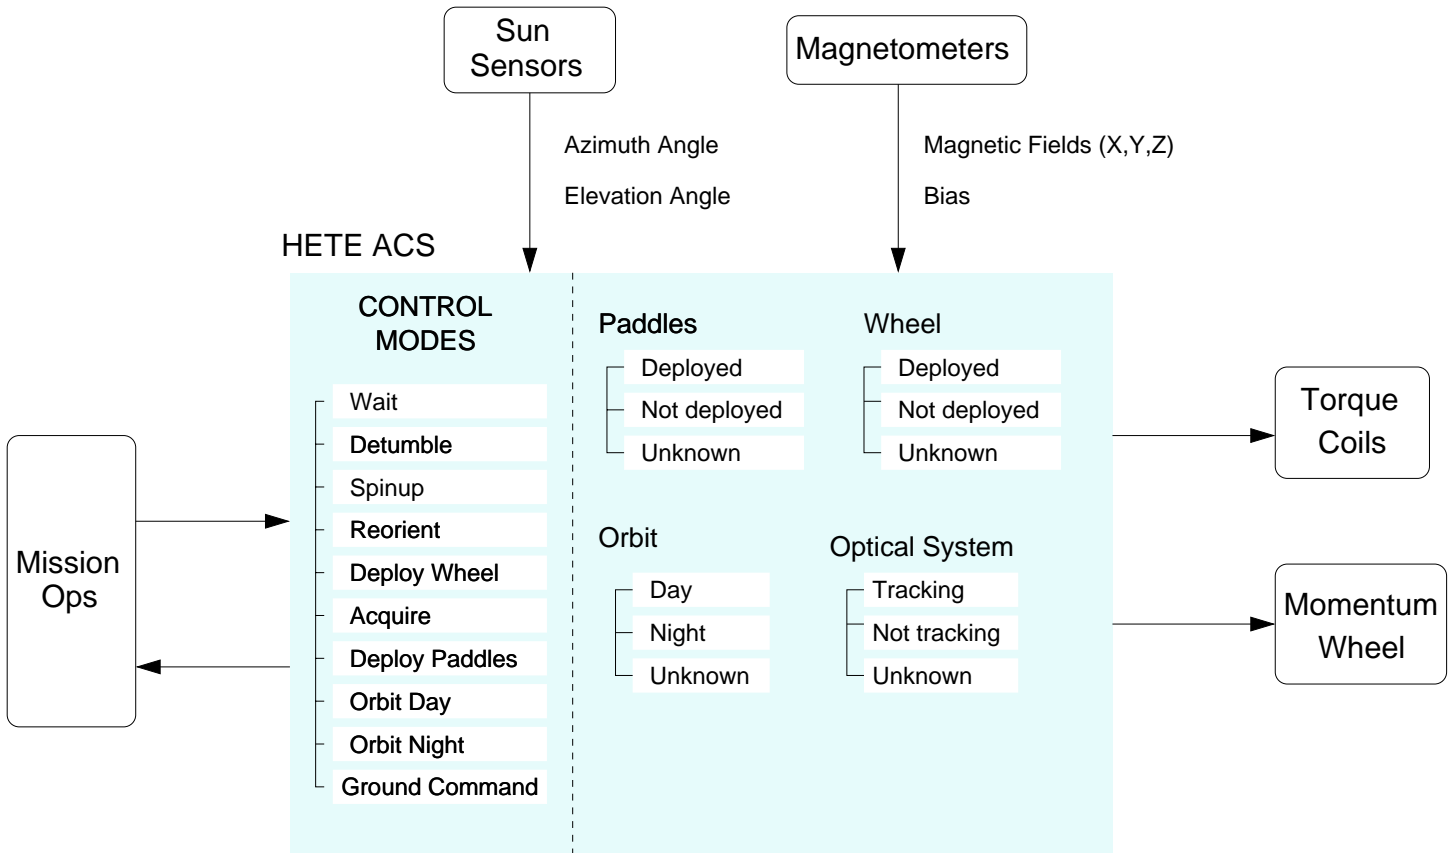 Sun
Sensors
Magnetometers
Azimuth Angle
Elevation Angle
Magnetic Fields (X,Y,Z)
Bias
HETE ACS
CONTROL
MODES
Wait
Detumble
Spinup
Reorient
Deploy Wheel
Acquire
Deploy Paddles
Orbit Day
Orbit Night
Ground Command
Paddles
Deployed
Not deployed
Unknown
Wheel
Deployed
Not deployed
Unknown
Orbit
Day
Night
Unknown
Optical System
Tracking
Not tracking
Unknown
Mission
Ops
Torque
Coils
Momentum
Wheel